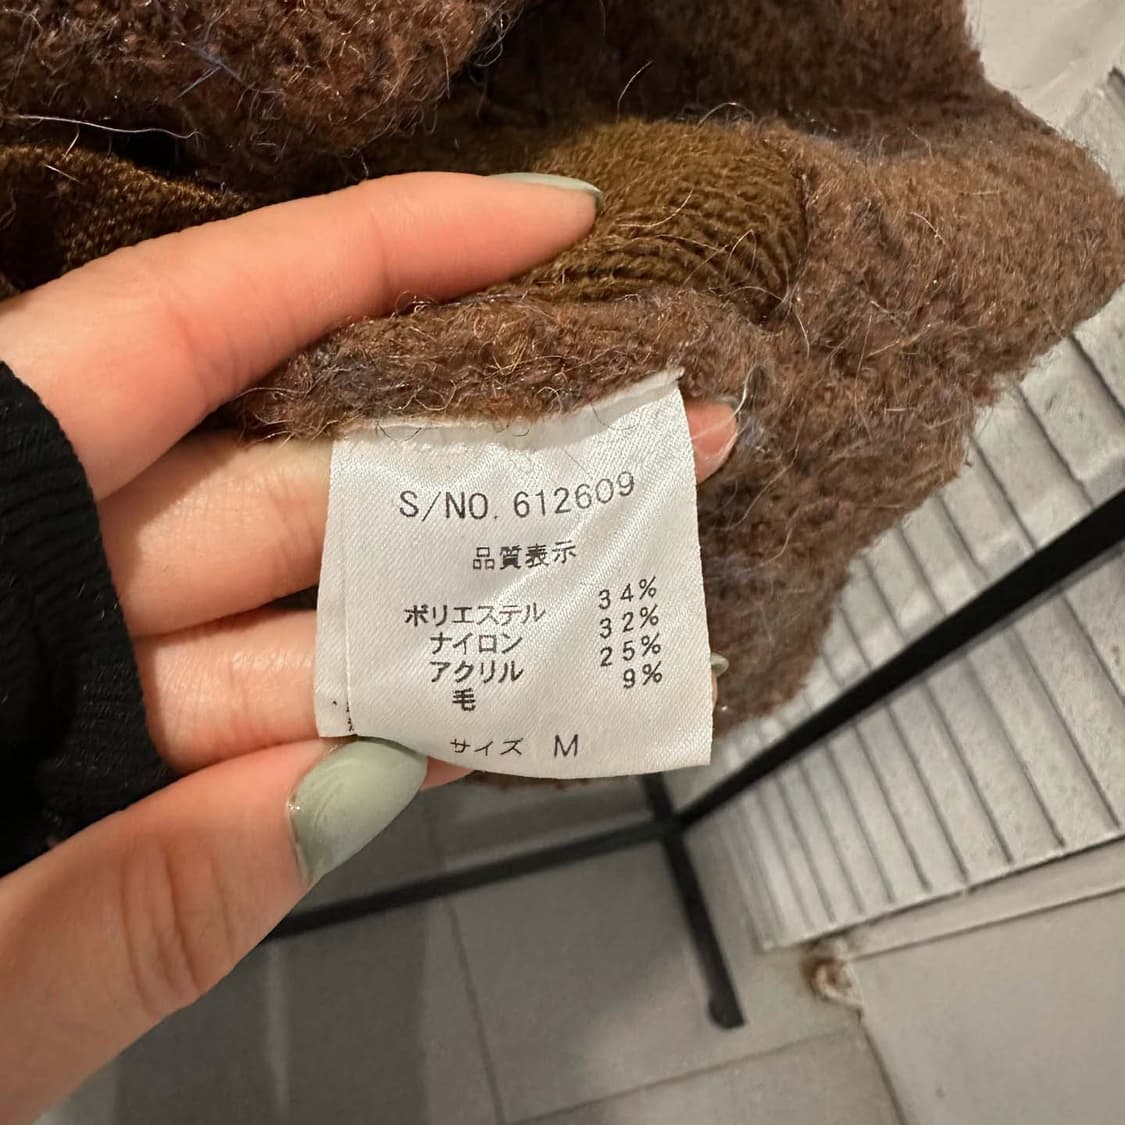 S/NO. 612609
品質表示
ポリエステル 34%
ナイロン 32%
アクリル 25%
毛 9%
サイズ M